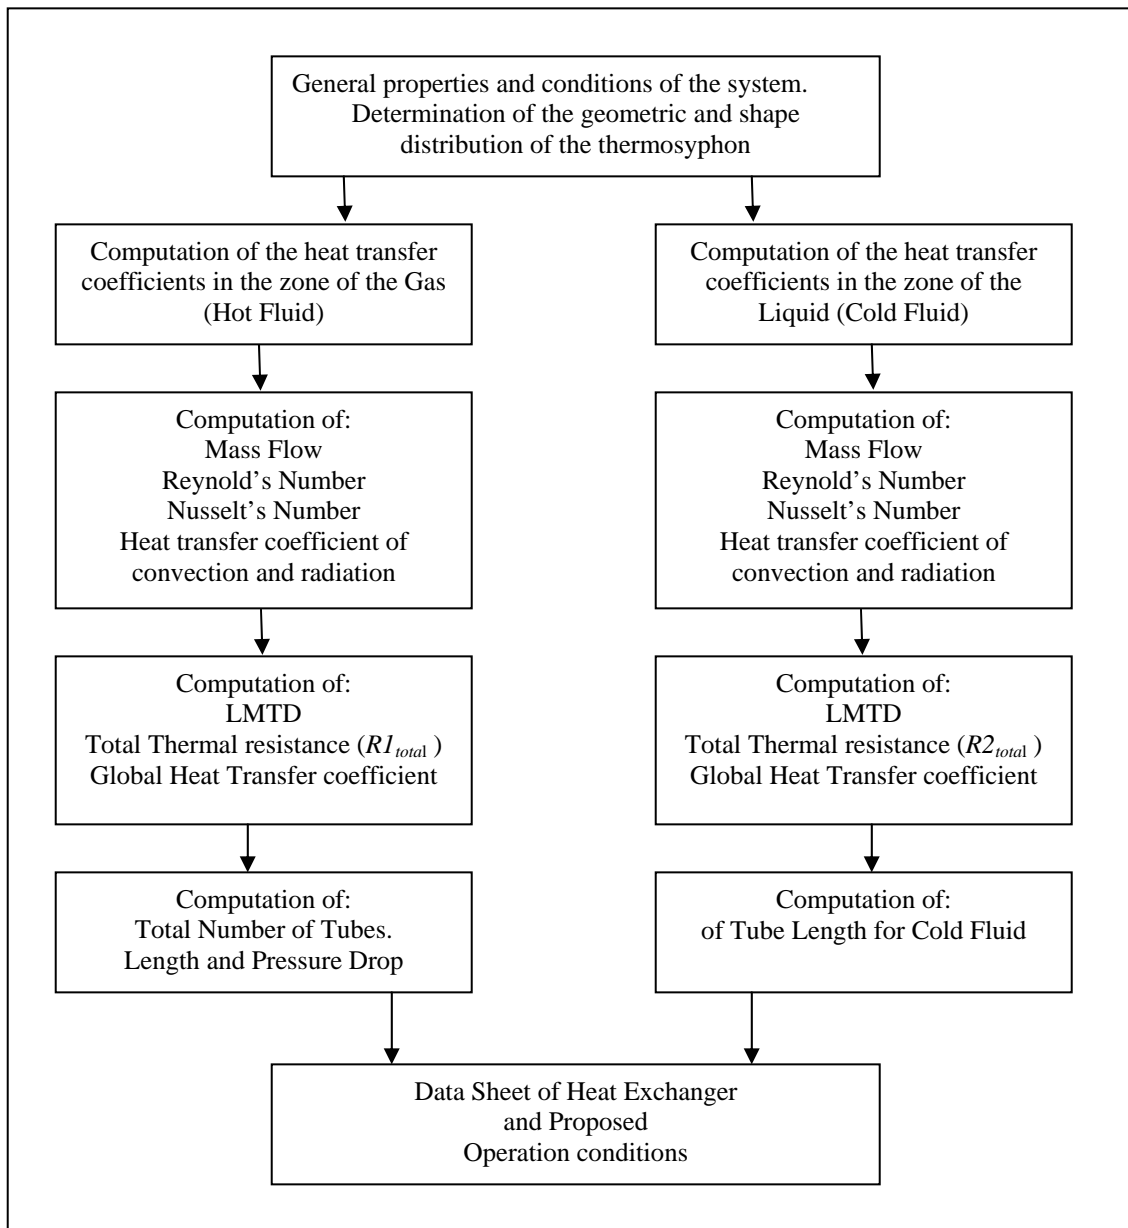 General properties and conditions of the system.
Determination of the geometric and shape
distribution of the thermosyphon
Computation of the heat transfer
coefficients in the zone of the Gas
(Hot Fluid)
Computation of the heat transfer
coefficients in the zone of the
Liquid (Cold Fluid)
Computation of:
Mass Flow
Reynold’s Number
Nusselt’s Number
Heat transfer coefficient of
convection and radiation
Computation of:
Mass Flow
Reynold’s Number
Nusselt’s Number
Heat transfer coefficient of
convection and radiation
Computation of:
LMTD
Total Thermal resistance (R1total )
Global Heat Transfer coefficient
Computation of:
LMTD
Total Thermal resistance (R2total )
Global Heat Transfer coefficient
Computation of:
Total Number of Tubes.
Length and Pressure Drop
Computation of:
of Tube Length for Cold Fluid
Data Sheet of Heat Exchanger
and Proposed
Operation conditions